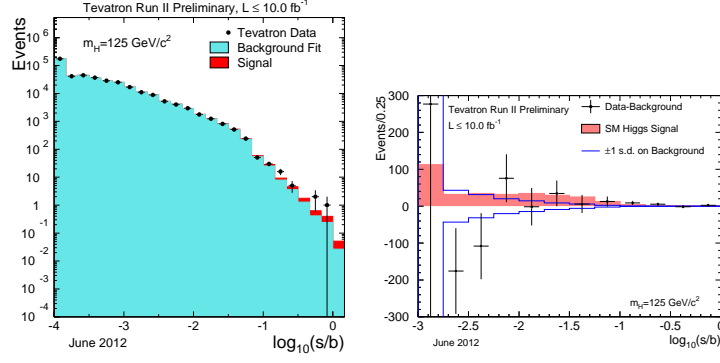 Tevatron Run II Preliminary, L ≤ 10.0 fb⁻¹
Events
m_H=125 GeV/c²
Tevatron Data
Background Fit
Signal
10⁶
10⁵
10⁴
10³
10²
10
1
10⁻¹
10⁻²
10⁻³
10⁻⁴
-4 -3 -2 -1 0
June 2012
log₁₀(s/b)
Events/0.25
Tevatron Run II Preliminary
L ≤ 10.0 fb⁻¹
Data-Background
SM Higgs Signal
±1 s.d. on Background
300
200
100
0
-100
-200
-300
m_H=125 GeV/c²
-3 -2.5 -2 -1.5 -1 -0.5 0
June 2012
log₁₀(s/b)